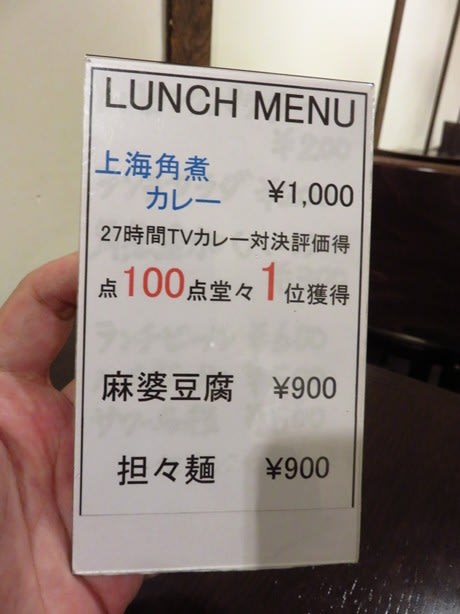 LUNCH MENU
上海角煮
カレー ¥1,000
27時間TVカレー対決評価得
点100点堂々1位獲得
麻婆豆腐 ¥900
担々麺 ¥900